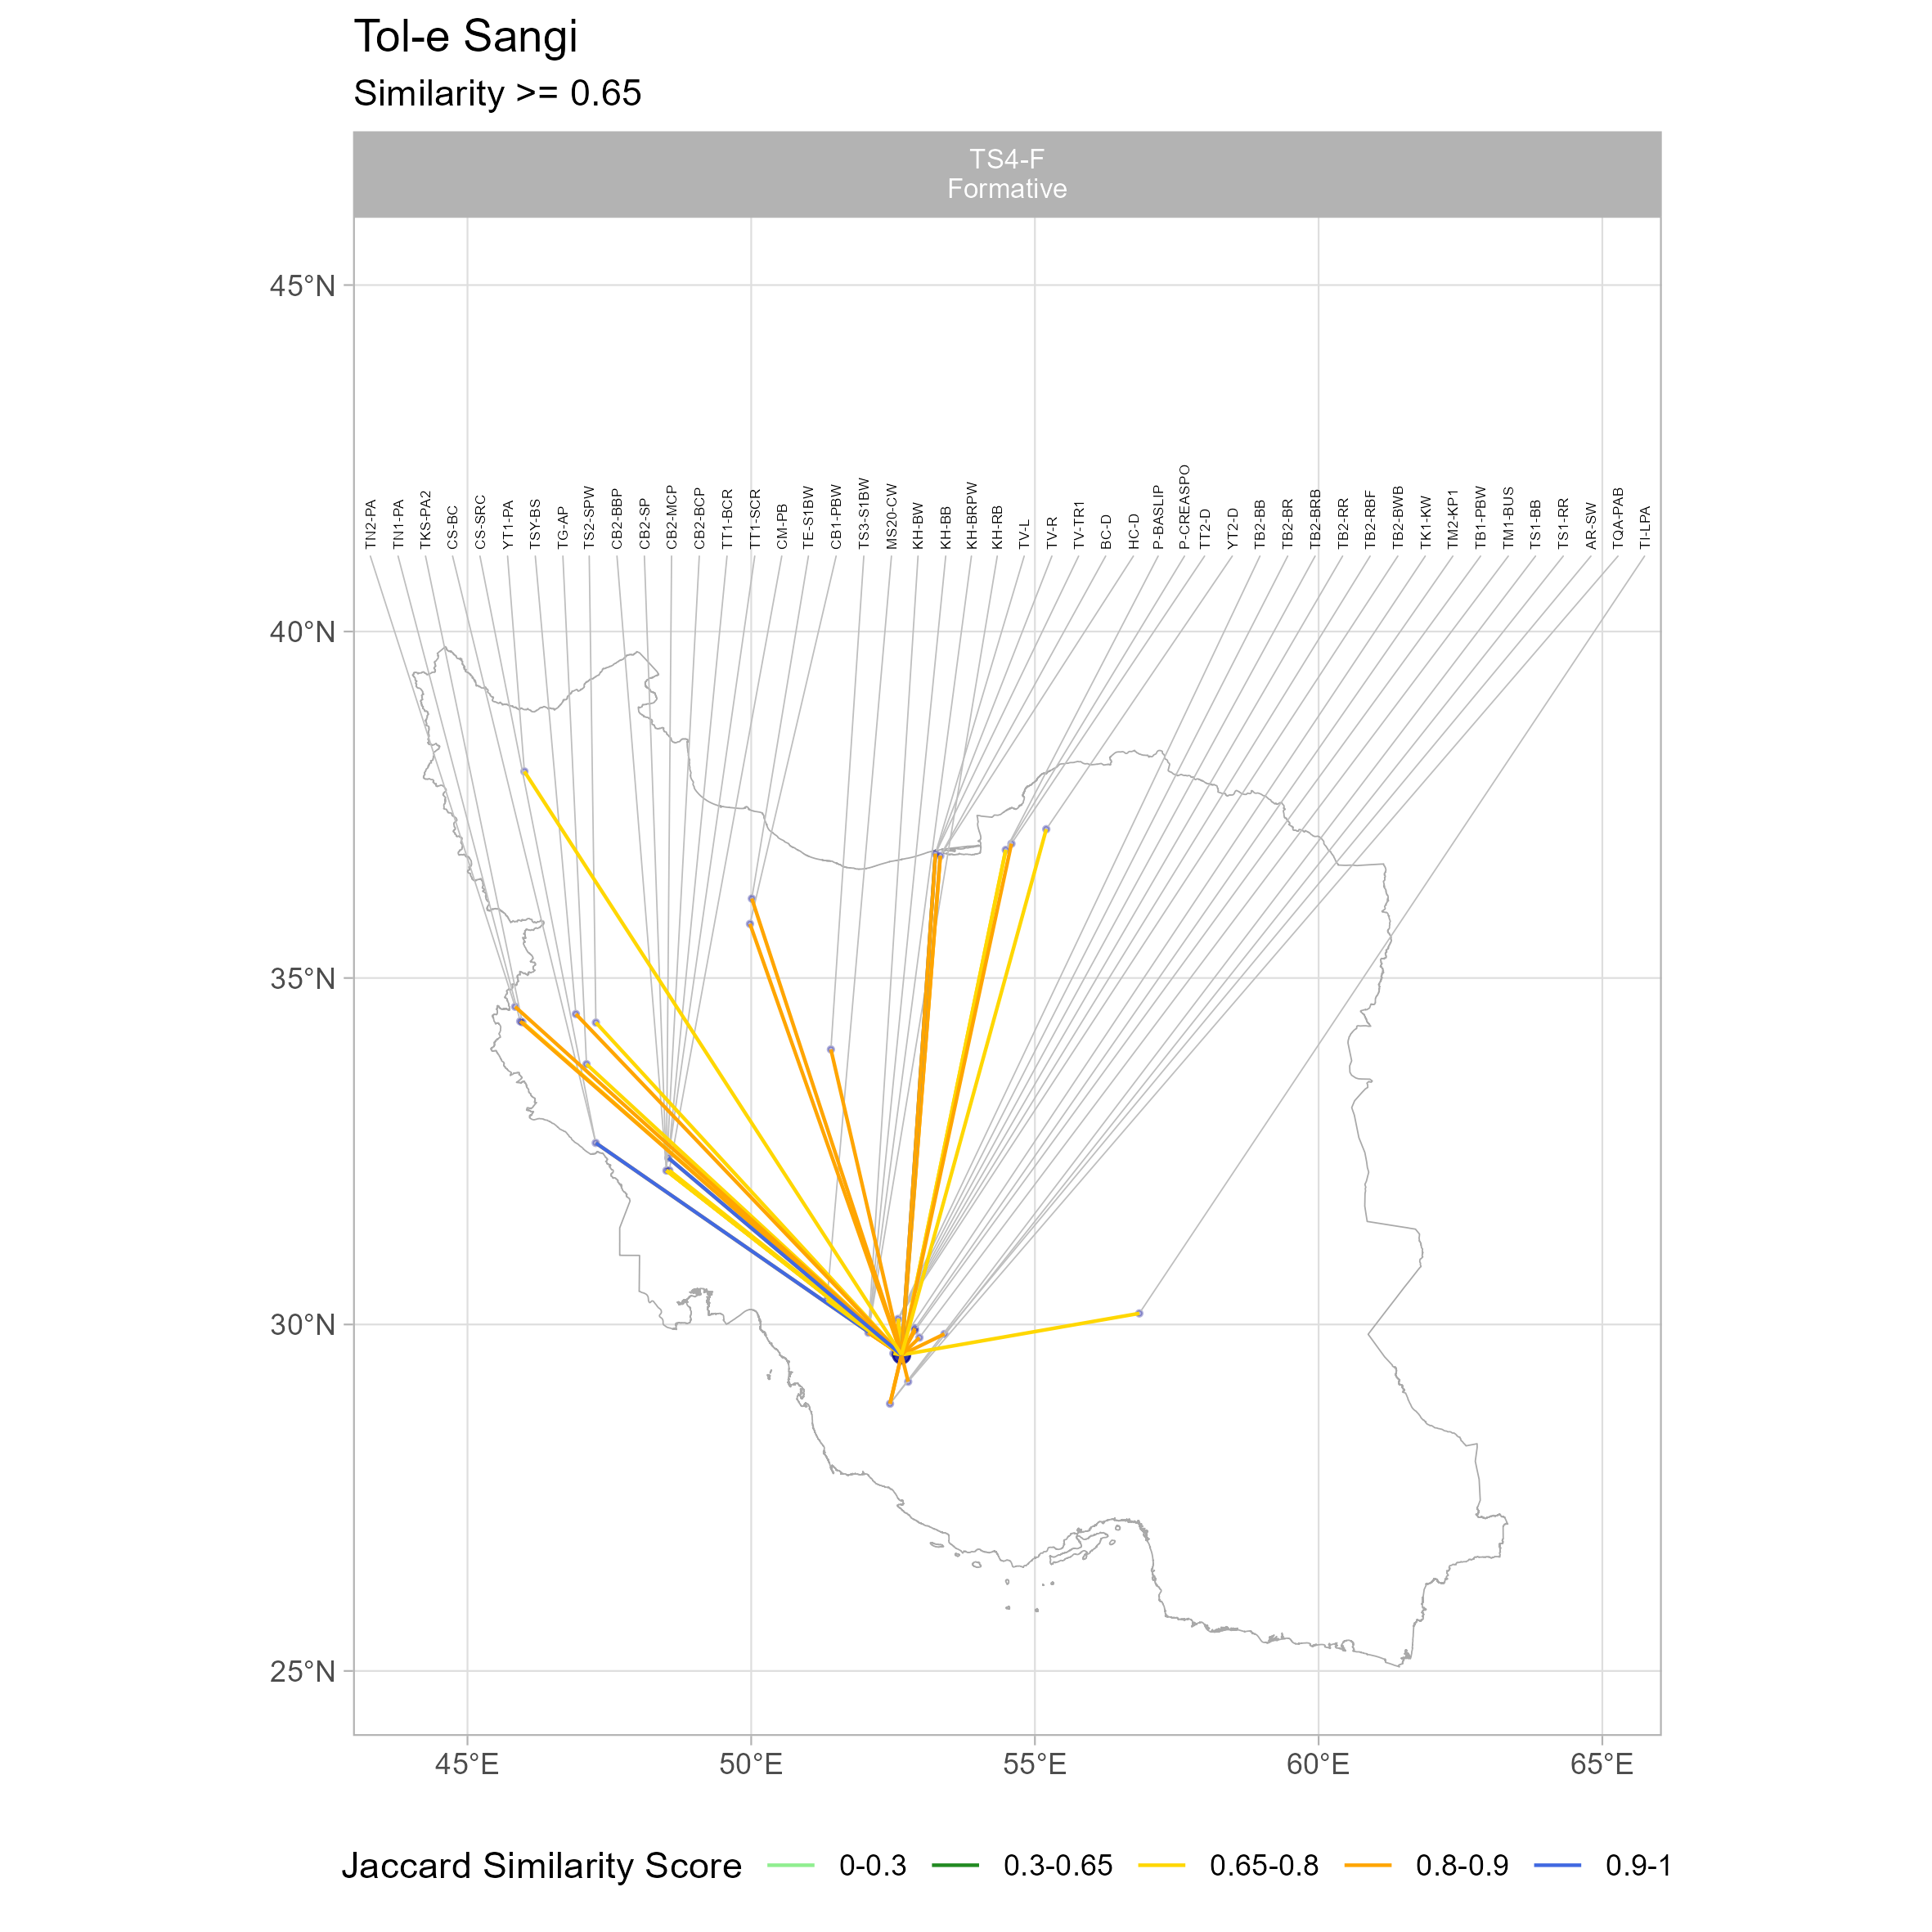 Tol-e Sangi
Similarity >= 0.65
TS4-F
Formative
45°N
40°N
35°N
30°N
25°N
TN2-PA
TN1-PA
TKS-PA2
CS-BC
CS-SRC
YT1-PA
TSY-BS
TG-AP
TS2-SPW
CB2-BBP
CB2-SP
CB2-MCP
CB2-BCP
TT1-BCR
TT1-SCR
CM-PB
TE-S1BW
CB1-PBW
TS3-S1BW
MS20-CW
KH-BW
KH-BB
KH-BRPW
KH-RB
TV-L
TV-R
TV-TR1
BC-D
HC-D
P-BASLIP
P-CREASPO
TT2-D
YT2-D
TB2-BB
TB2-BR
TB2-BRB
TB2-RR
TB2-RBF
TB2-BWB
TK1-KW
TM2-KP1
TB1-PBW
TM1-BUS
TS1-BB
TS1-RR
AR-SW
TQA-PAB
TI-LPA
45°E 50°E 55°E 60°E 65°E
Jaccard Similarity Score 0-0.3 0.3-0.65 0.65-0.8 0.8-0.9 0.9-1